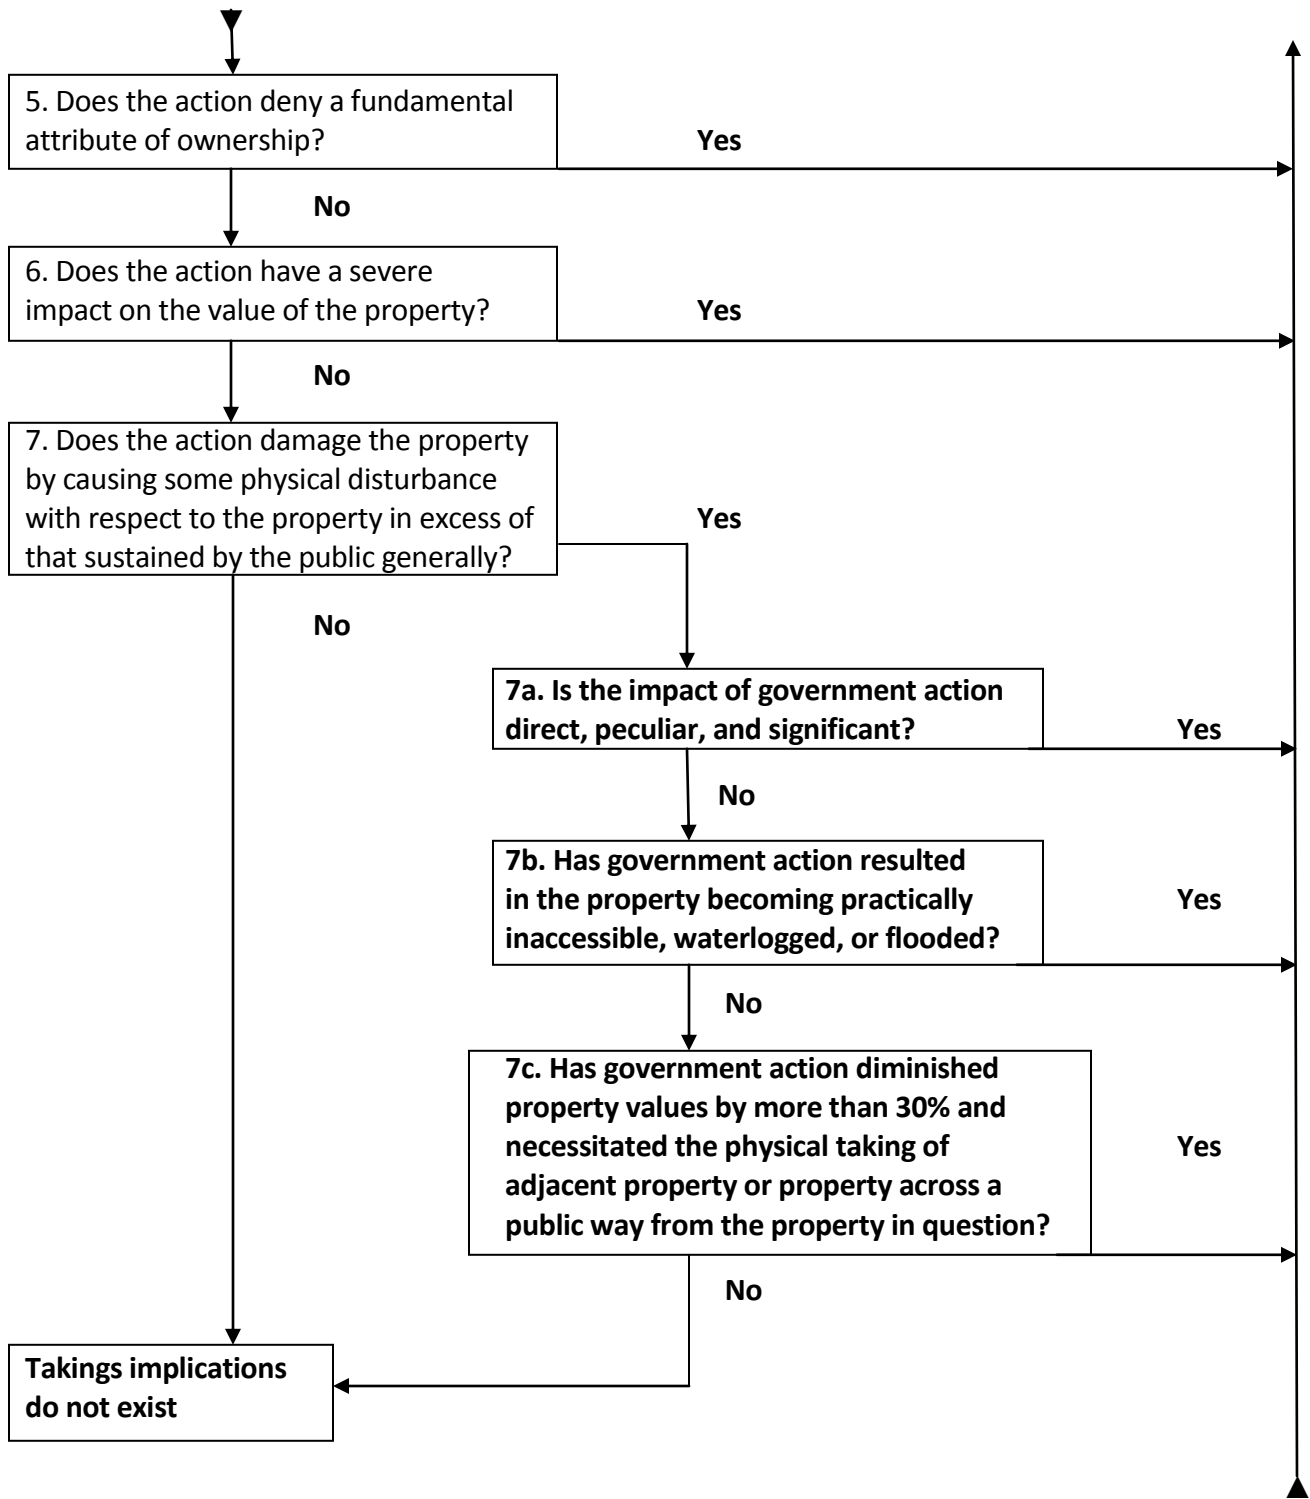 5. Does the action deny a fundamental
attribute of ownership?
Yes
No
6. Does the action have a severe
impact on the value of the property?
Yes
No
7. Does the action damage the property
by causing some physical disturbance
with respect to the property in excess of
that sustained by the public generally?
Yes
No
7a. Is the impact of government action
direct, peculiar, and significant?
Yes
No
7b. Has government action resulted
in the property becoming practically
inaccessible, waterlogged, or flooded?
Yes
No
7c. Has government action diminished
property values by more than 30% and
necessitated the physical taking of
adjacent property or property across a
public way from the property in question?
Yes
No
Takings implications
do not exist